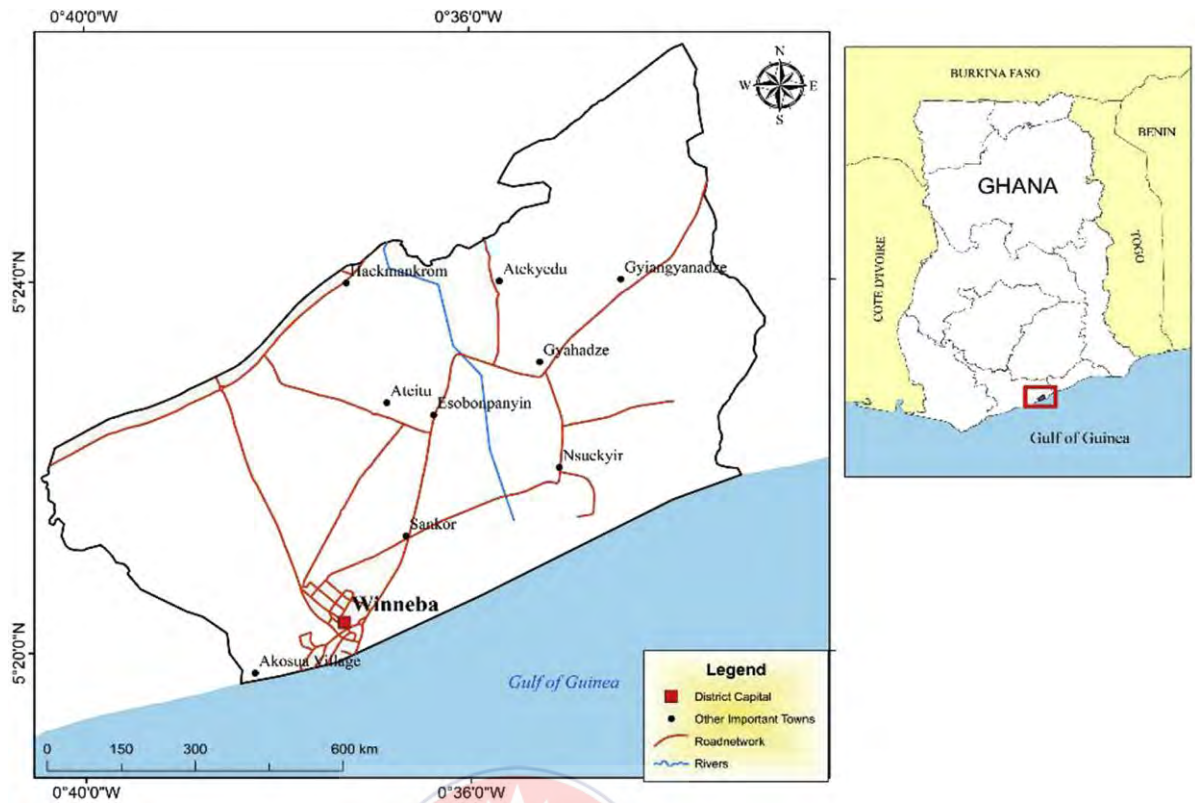 0°40'0"W
0°36'0"W
N
W
E
S
5°24'0"N
Hackmankrom
Atekyedu
Gyiangyanadze
Gyahadze
Ateitu
Esobonpanyin
Nsuekyir
Sankor
Winneba
5°20'0"N
Akosua Village
Gulf of Guinea
0 150 300 600 km
Legend
District Capital
Other Important Towns
Roadnetwork
Rivers
0°40'0"W
0°36'0"W
BURKINA FASO
BENIN
GHANA
TOGO
COTE D'IVOIRE
Gulf of Guinea